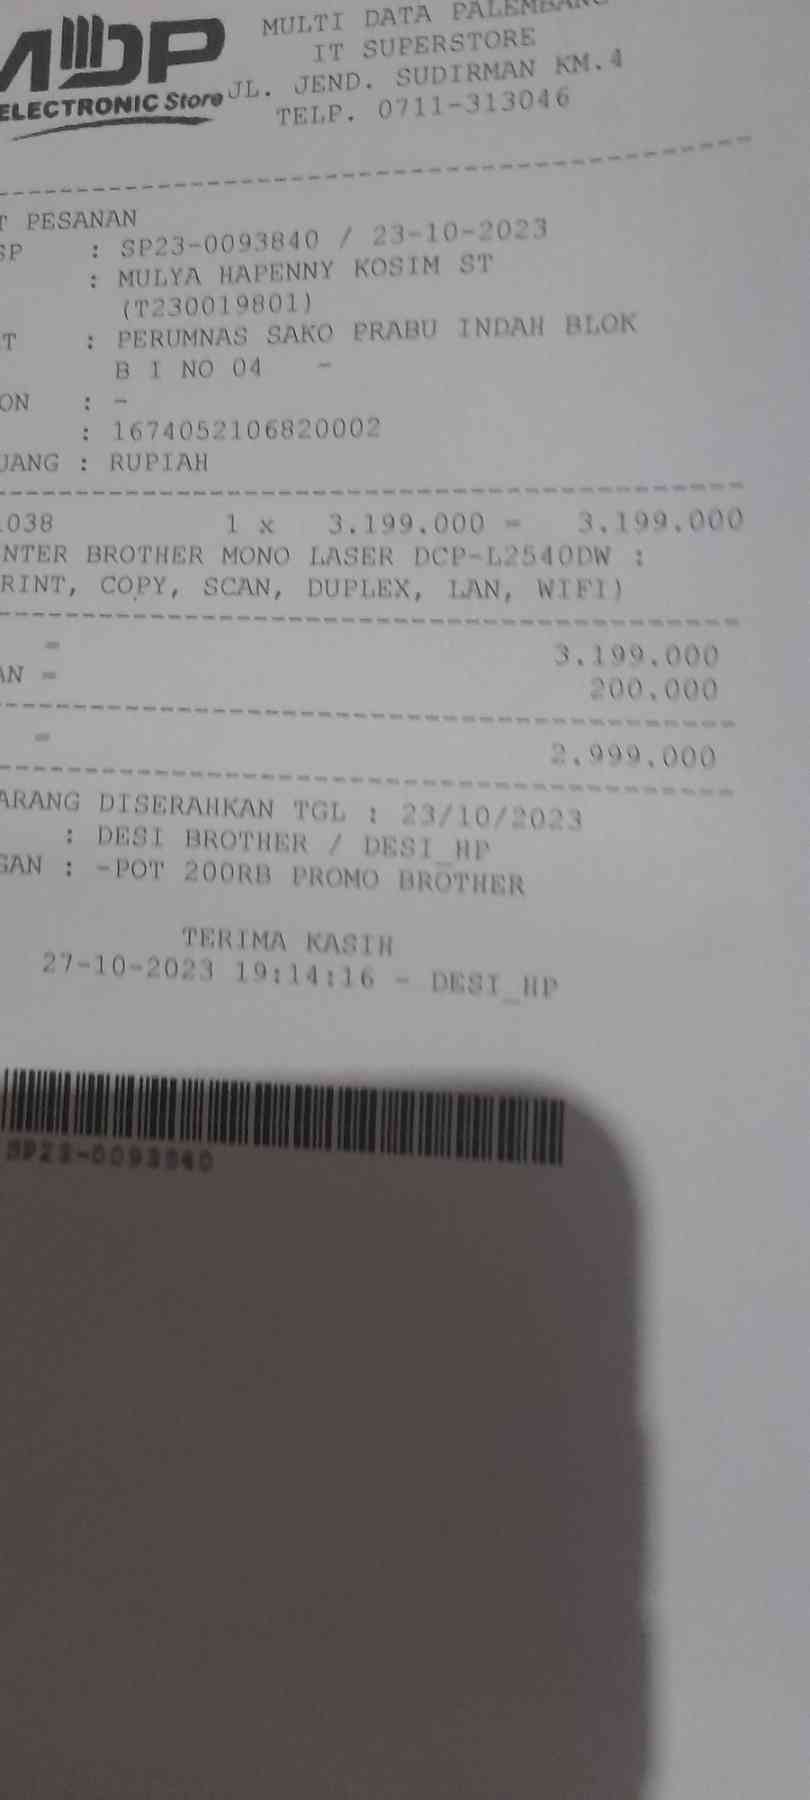 MDP
ELECTRONIC Store
MULTI DATA PALEMBANG
IT SUPERSTORE
JL. JEND. SUDIRMAN KM.4
TELP. 0711-313046
T PESANAN
SP : SP23-0093840 / 23-10-2023
: MULYA HAPENNY KOSIM ST
(T230019801)
T : PERUMNAS SAKO PRABU INDAH BLOK
B I NO 04 -
ON : -
: 1674052106820002
UANG : RUPIAH
1038 1 x 3.199.000 = 3.199.000
NTER BROTHER MONO LASER DCP-L2540DW :
RINT, COPY, SCAN, DUPLEX, LAN, WIFI)
= 3.199.000
AN = 200.000
= 2.999.000
ARANG DISERAHKAN TGL : 23/10/2023
: DESI BROTHER / DESI_HP
GAN : -POT 200RB PROMO BROTHER
TERIMA KASIH
27-10-2023 19:14:16 - DESI_HP
SP23-0093840